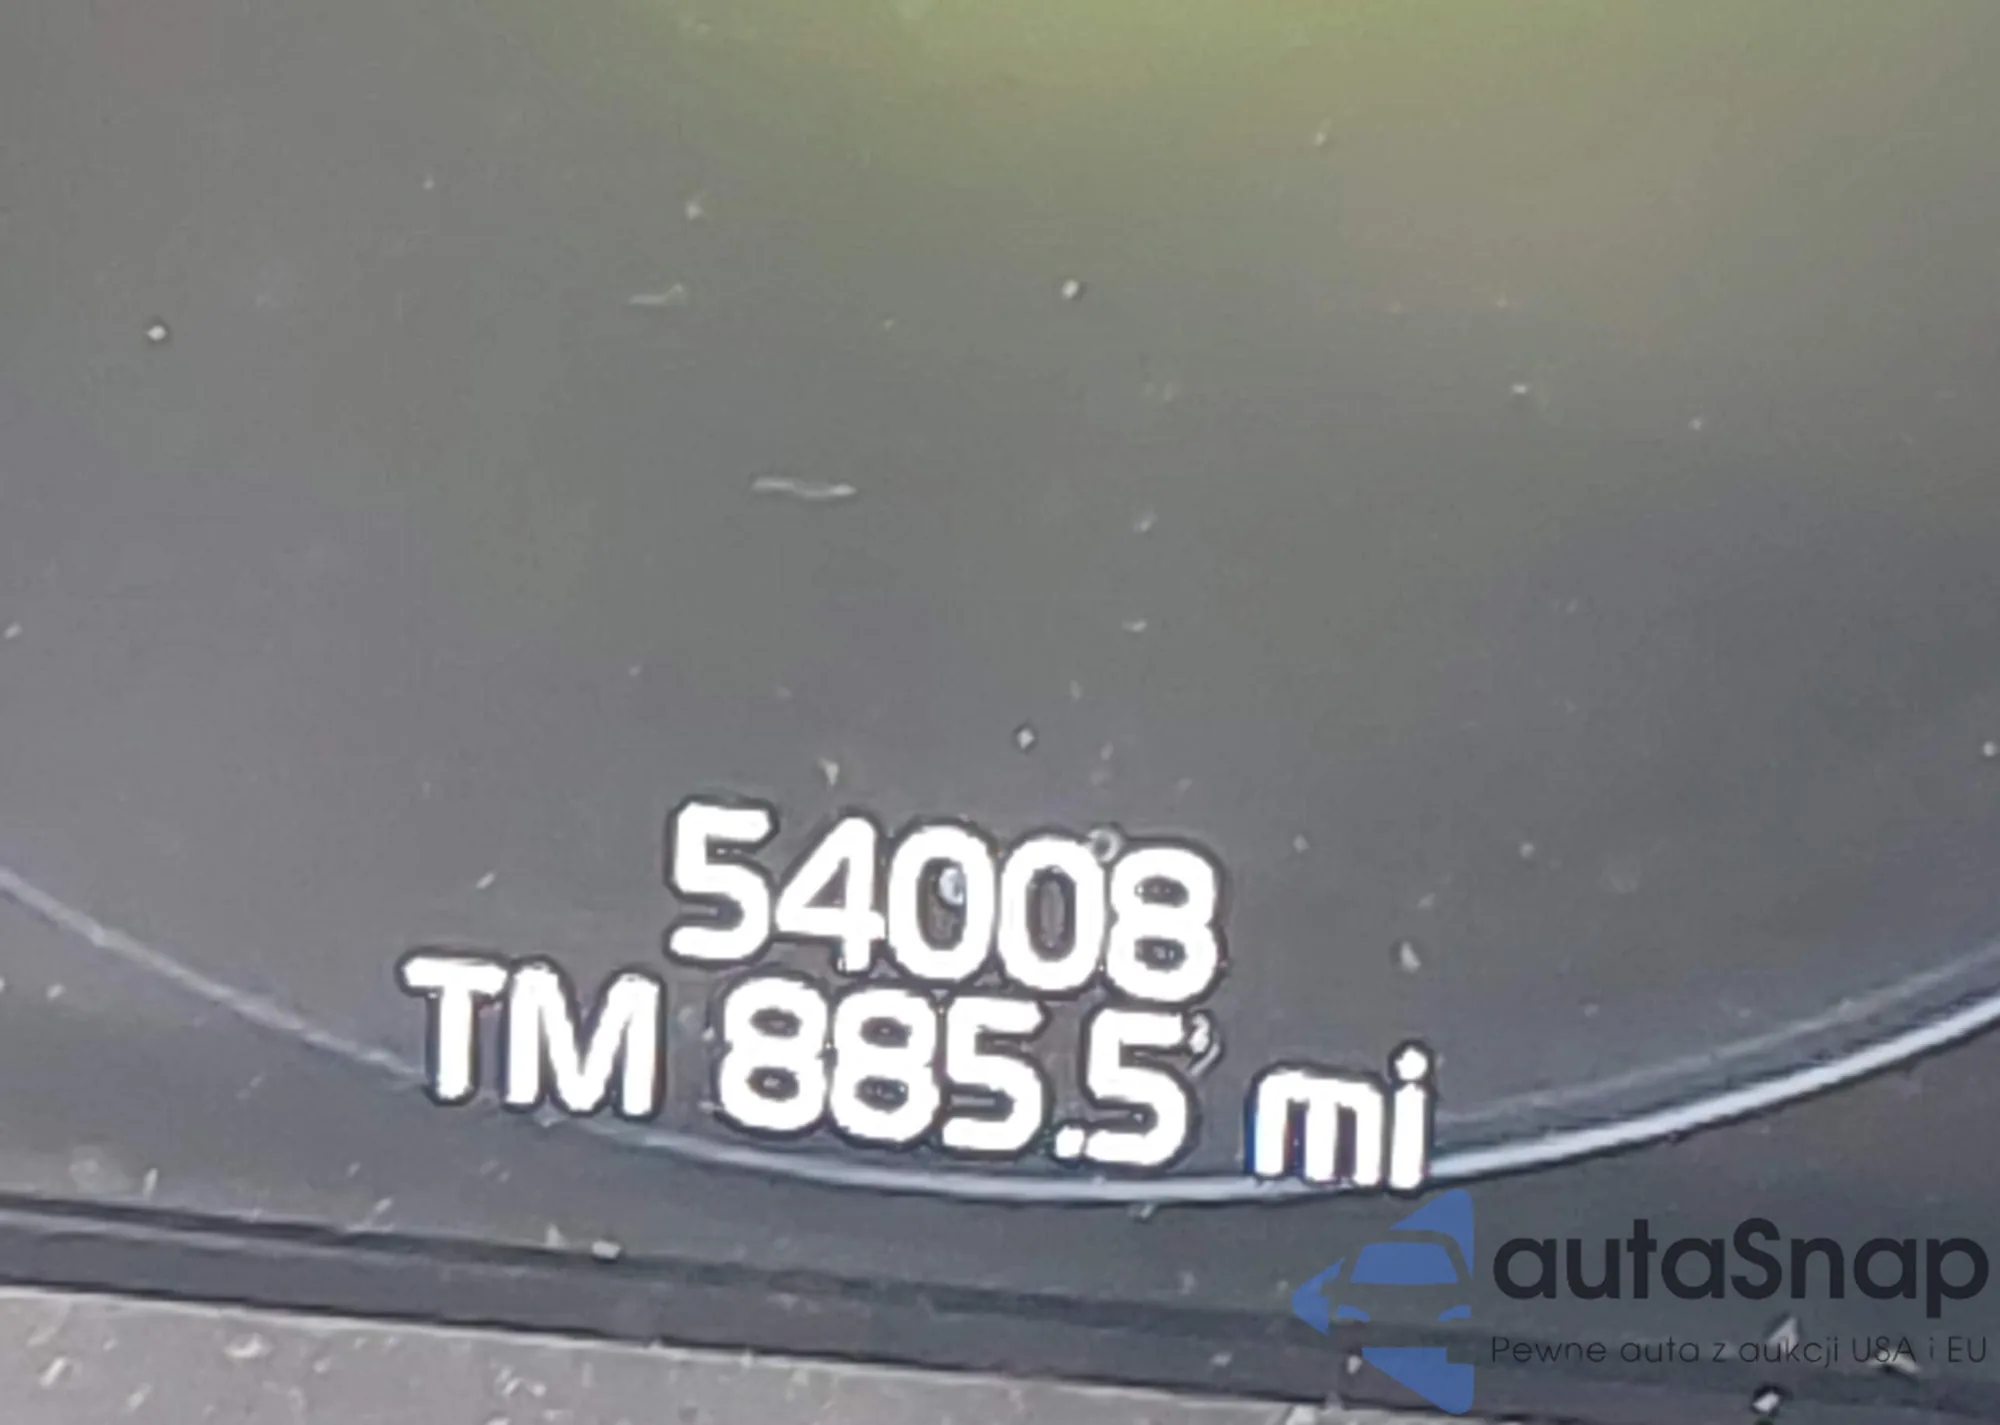 54008
TM 885.5 mi
autaSnap
Pewne auta z aukcji USA i EU